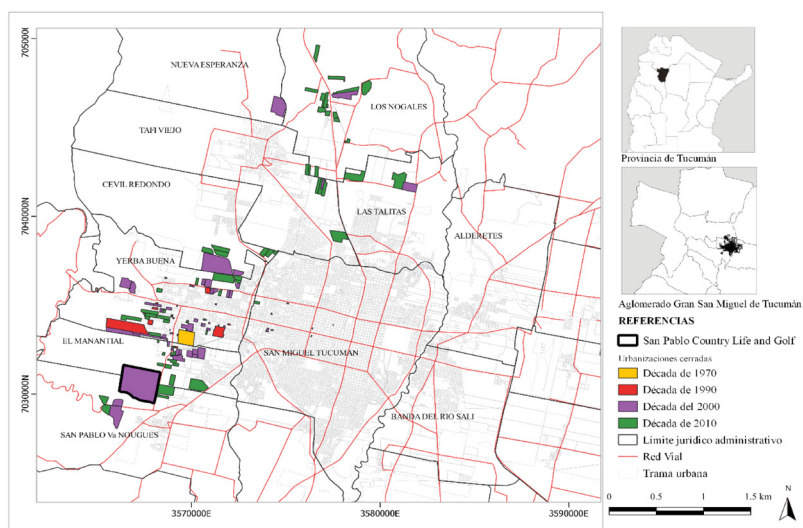 NUEVA ESPERANZA
LOS NOGALES
TAFI VIEJO
CEVIL REDONDO
LAS TALITAS
ALDERETES
YERBA BUENA
EL MANANTIAL
SAN MIGUEL TUCUMAN
BANDA DEL RIO SALI
SAN PABLO Va NOUGUES
7050000N
7040000N
7030000N
3570000E
3580000E
3590000E
Provincia de Tucumán
Aglomerado Gran San Miguel de Tucumán
REFERENCIAS
San Pablo Country Life and Golf
Urbanizaciones cerradas
Década de 1970
Década de 1990
Década del 2000
Década de 2010
Límite jurídico administrativo
Red Vial
Trama urbana
N
0 0.5 1 1.5 km